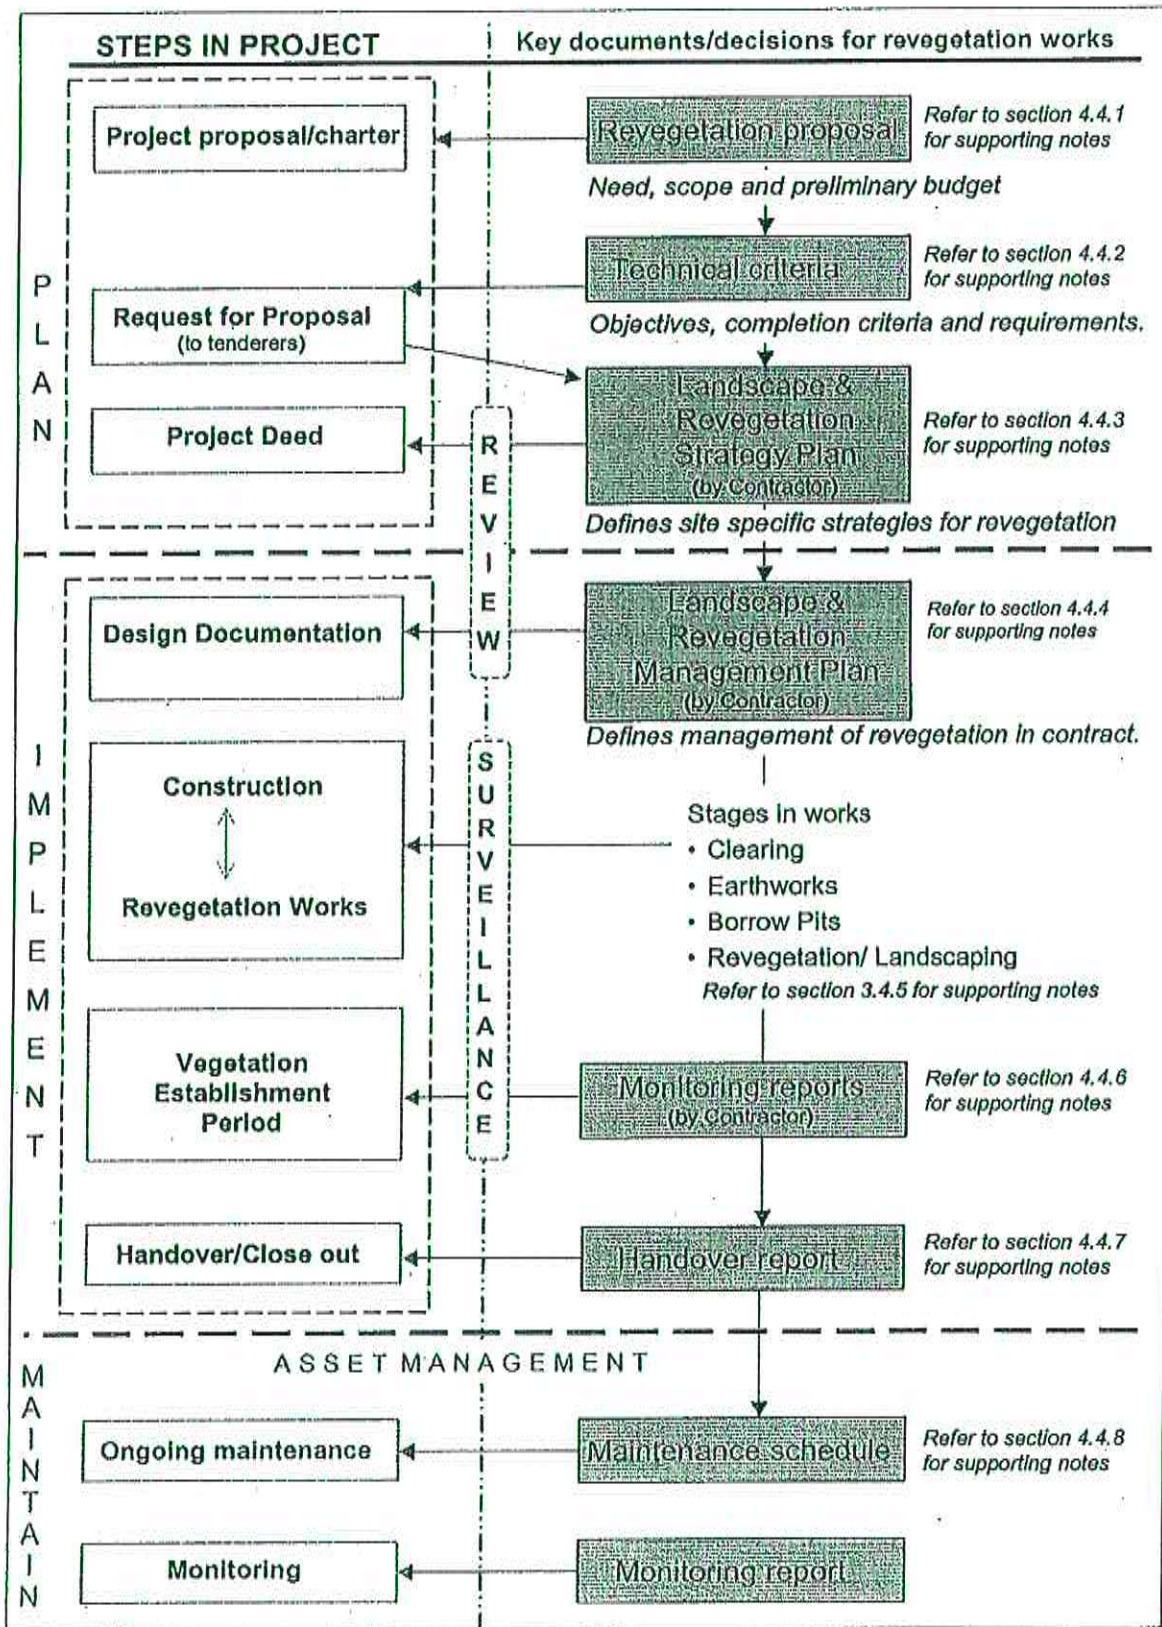 STEPS IN PROJECT
Key documents/decisions for revegetation works
PLAN
Project proposal/charter
Revegetation proposal
Refer to section 4.4.1
for supporting notes
Need, scope and preliminary budget
Technical criteria
Refer to section 4.4.2
for supporting notes
Request for Proposal
(to tenderers)
Objectives, completion criteria and requirements.
Landscape &
Revegetation
Strategy Plan
(by Contractor)
Refer to section 4.4.3
for supporting notes
Project Deed
REVIEW
Defines site specific strategies for revegetation
IMPLEMENT
Design Documentation
Landscape &
Revegetation
Management Plan
(by Contractor)
Refer to section 4.4.4
for supporting notes
Defines management of revegetation in contract.
SURVEILLANCE
Construction
Revegetation Works
Stages in works
• Clearing
• Earthworks
• Borrow Pits
• Revegetation/ Landscaping
Refer to section 3.4.5 for supporting notes
Vegetation
Establishment
Period
Monitoring reports
(by Contractor)
Refer to section 4.4.6
for supporting notes
Handover/Close out
Handover report
Refer to section 4.4.7
for supporting notes
ASSET MANAGEMENT
MAINTAIN
Ongoing maintenance
Maintenance schedule
Refer to section 4.4.8
for supporting notes
Monitoring
Monitoring report